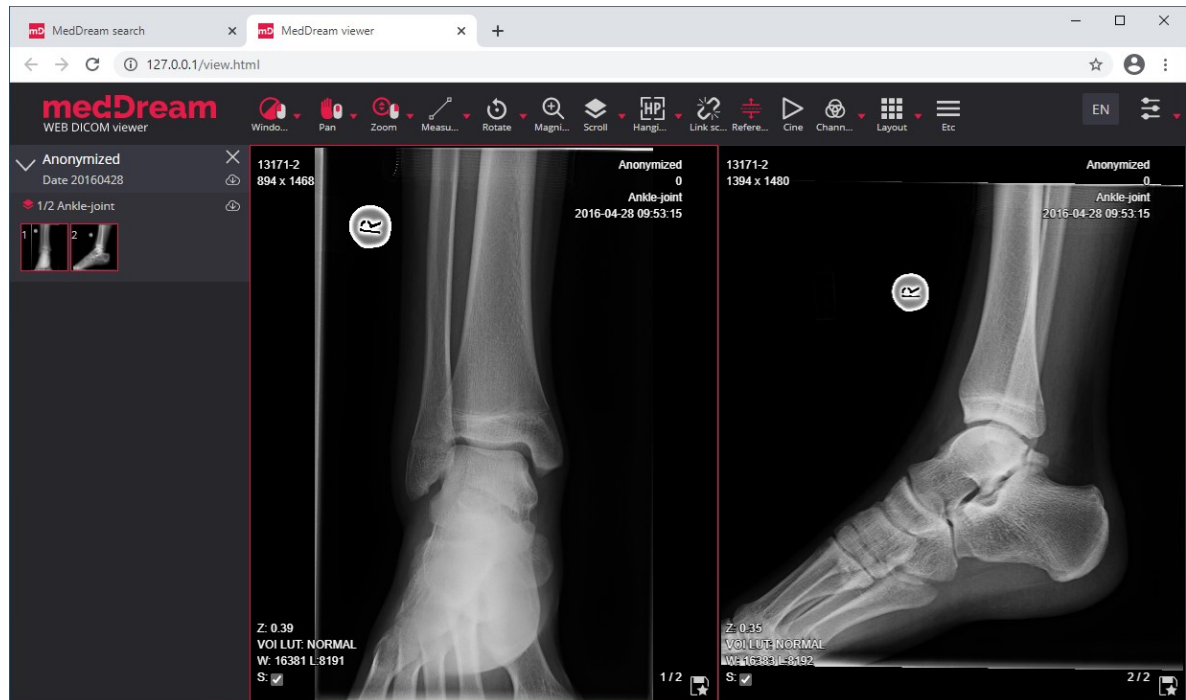 MedDream search
MedDream viewer
127.0.0.1/view.html
medDream
WEB DICOM viewer
Windo...
Pan
Zoom
Measu...
Rotate
Magni...
Scroll
HP
Hangi...
Link sc...
Refere...
Cine
Chann...
Layout
Etc
EN
Anonymized
Date 20160428
1/2 Ankle-joint
1
2
13171-2
894 x 1468
Anonymized
0
Ankle-joint
2016-04-28 09:53:15
R
Z: 0.39
VOI LUT: NORMAL
W: 16381 L:8191
S:
1/2
13171-2
1394 x 1480
Anonymized
0
Ankle-joint
2016-04-28 09:53:15
R
Z: 0.35
VOI LUT: NORMAL
W: 16383 L:8192
S:
2/2